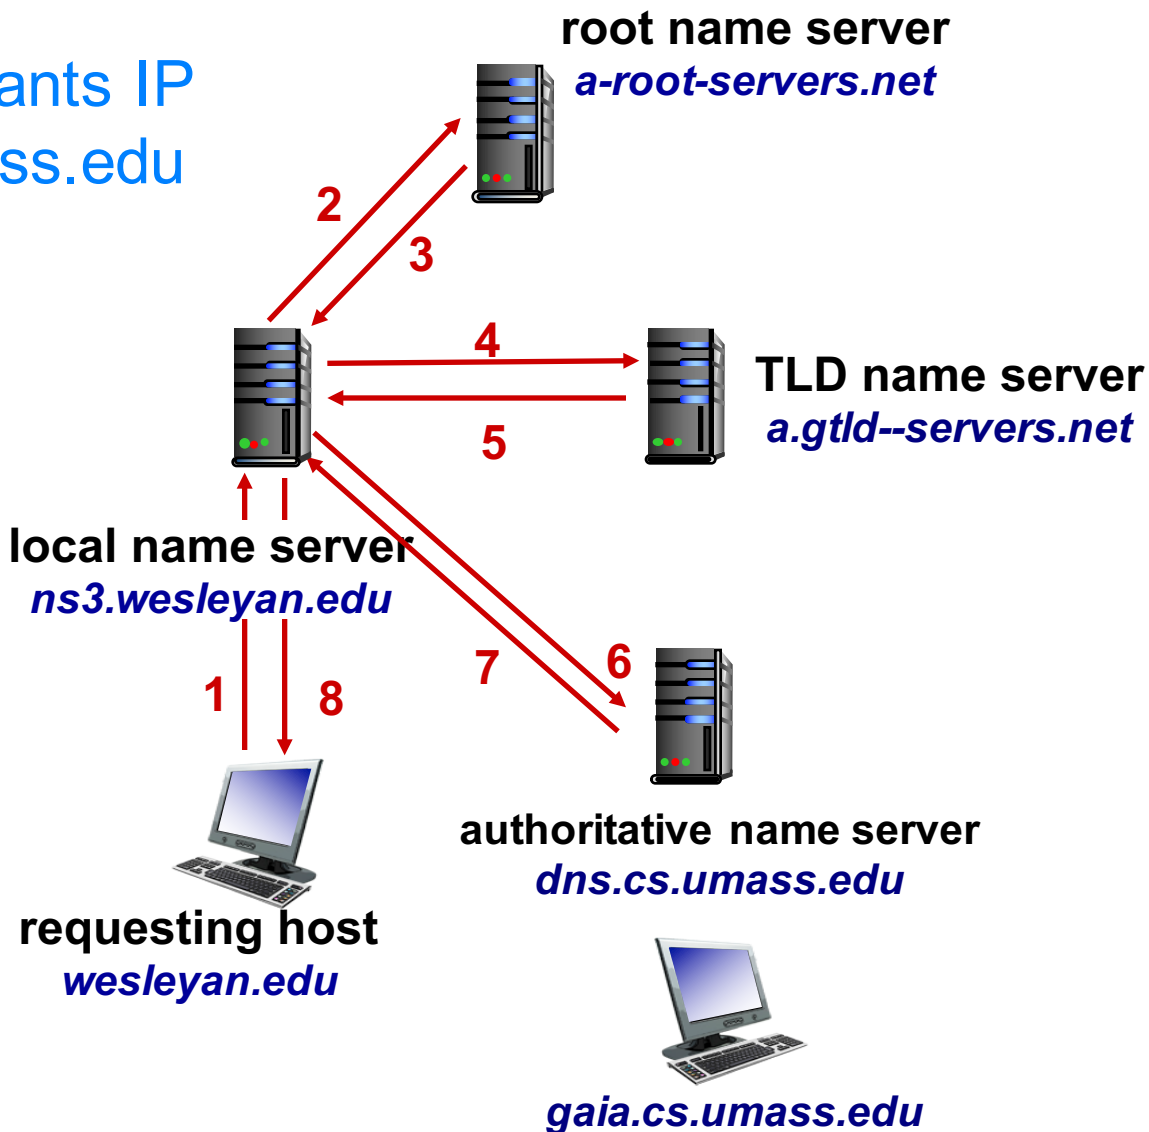 root name server
a-root-servers.net
ants IP
ss.edu
2
3
4
TLD name server
a.gtld--servers.net
5
local name server
ns3.wesleyan.edu
7
6
1
8
authoritative name server
dns.cs.umass.edu
requesting host
wesleyan.edu
gaia.cs.umass.edu